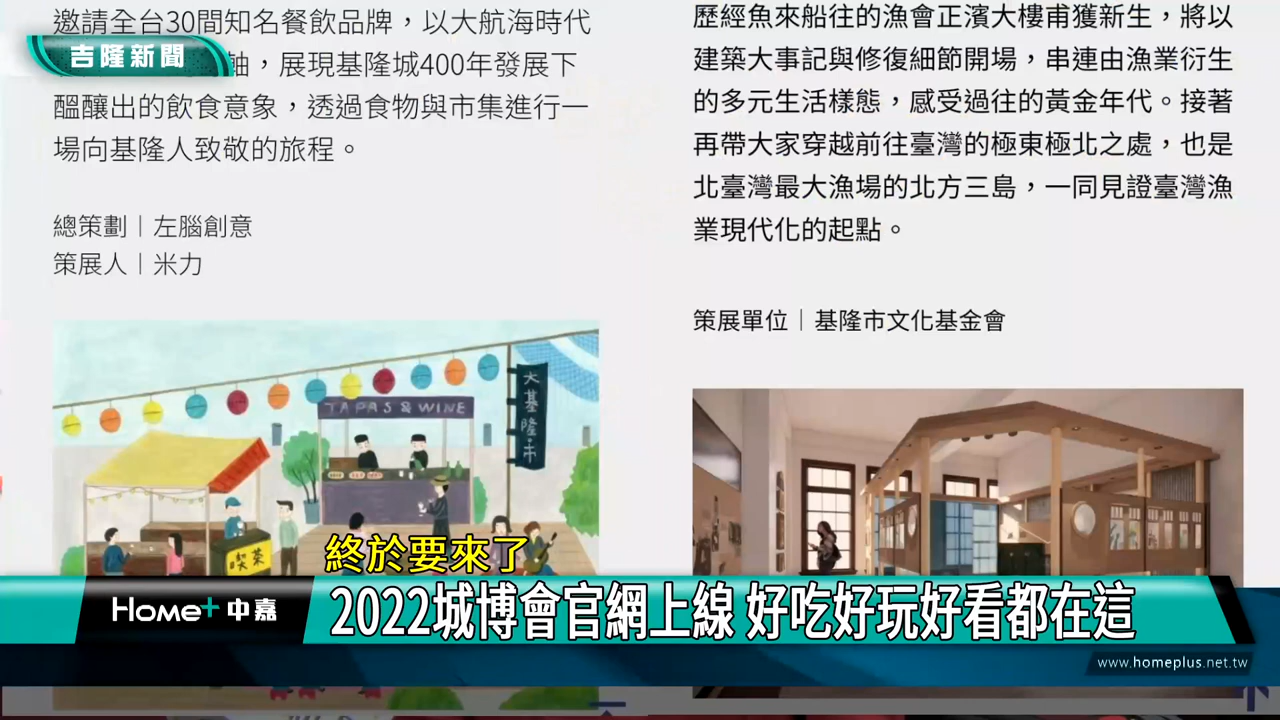 邀請全台30間知名餐飲品牌，以大航海時代
軸，展現基隆城400年發展下
醞釀出的飲食意象，透過食物與市集進行一
場向基隆人致敬的旅程。
總策劃｜左腦創意
策展人｜米力
歷經魚來船往的漁會正濱大樓甫獲新生，將以
建築大事記與修復細節開場，串連由漁業衍生
的多元生活樣態，感受過往的黃金年代。接著
再帶大家穿越前往臺灣的極東極北之處，也是
北臺灣最大漁場的北方三島，一同見證臺灣漁
業現代化的起點。
策展單位｜基隆市文化基金會
吉隆新聞
TAPAS & WINE
大基隆市
喫茶
終於要來了
Home+中嘉
2022城博會官網上線 好吃好玩好看都在這
www.homeplus.net.tw